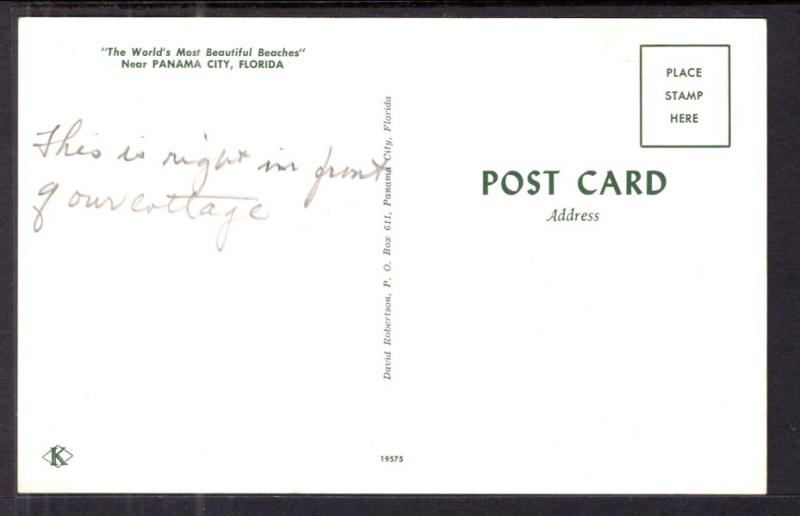 "The World's Most Beautiful Beaches"
Near PANAMA CITY, FLORIDA
This is right in front
of our cottage
David Robertson, P. O. Box 611, Panama City, Florida
PLACE
STAMP
HERE
POST CARD
Address
K
19575